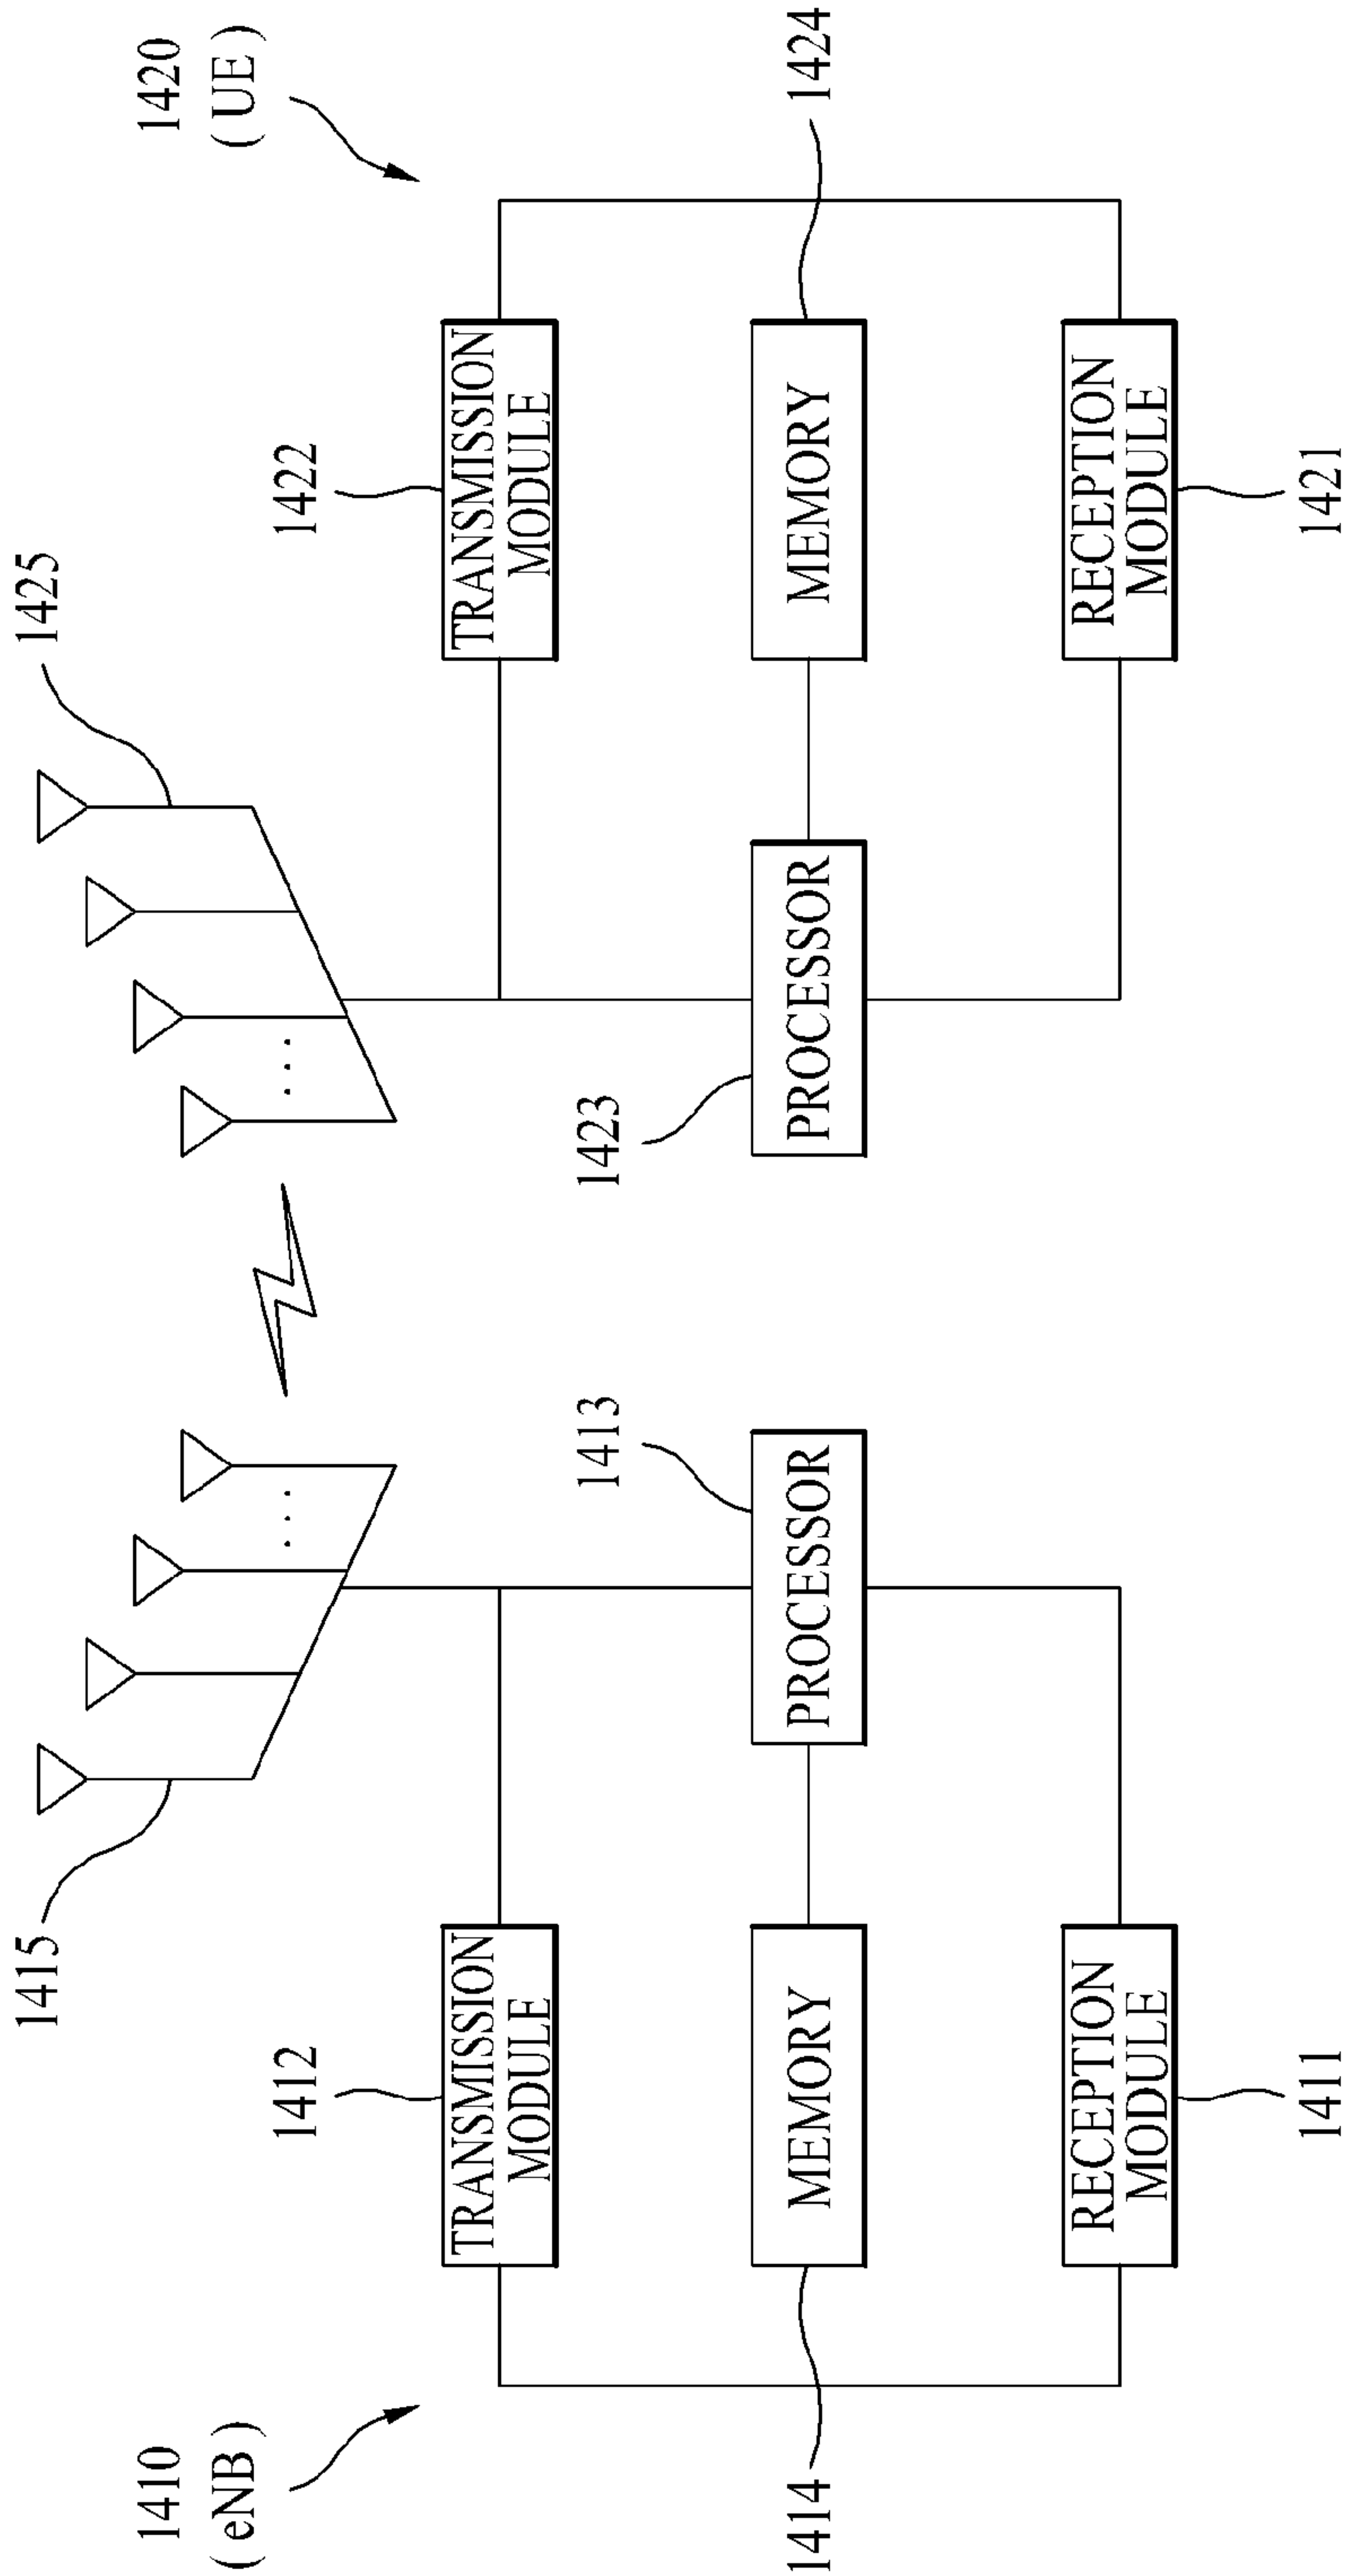 1410
( eNB )
1415
1412
TRANSMISSION
MODULE
1414
MEMORY
1413
PROCESSOR
1411
RECEPTION
MODULE
1420
( UE )
1425
1422
TRANSMISSION
MODULE
1423
PROCESSOR
1424
MEMORY
1421
RECEPTION
MODULE